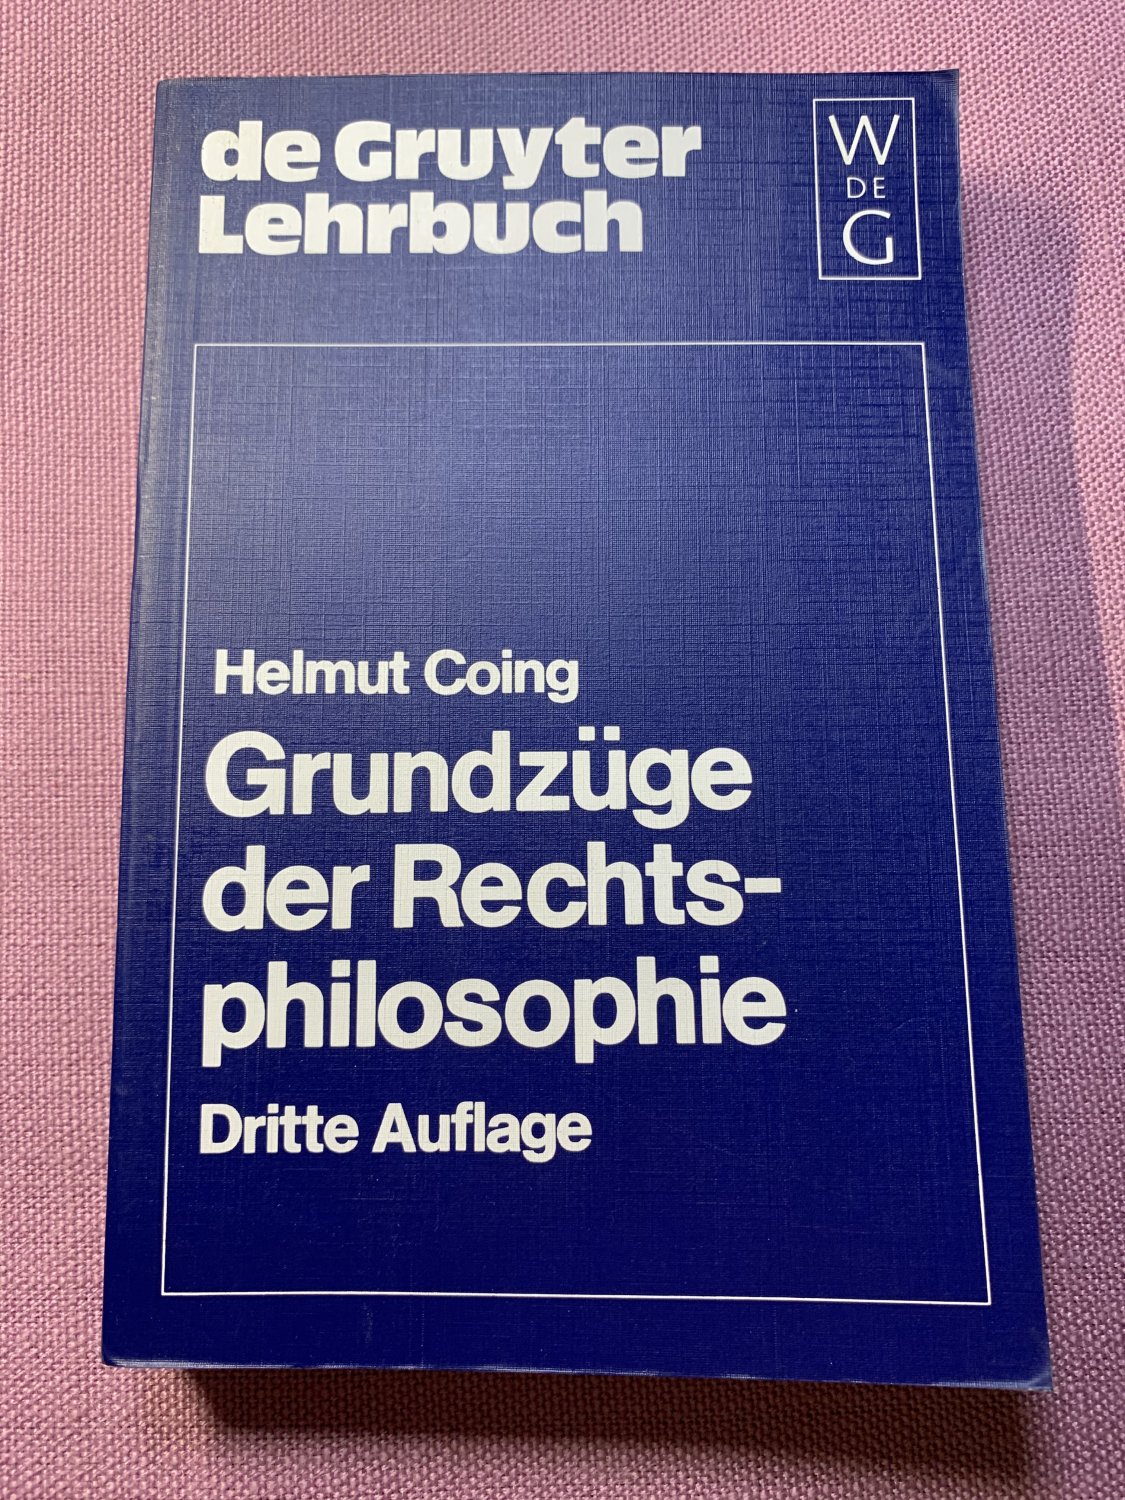 de Gruyter
Lehrbuch
W
DE
G
Helmut Coing
Grundzüge
der Rechts-
philosophie
Dritte Auflage